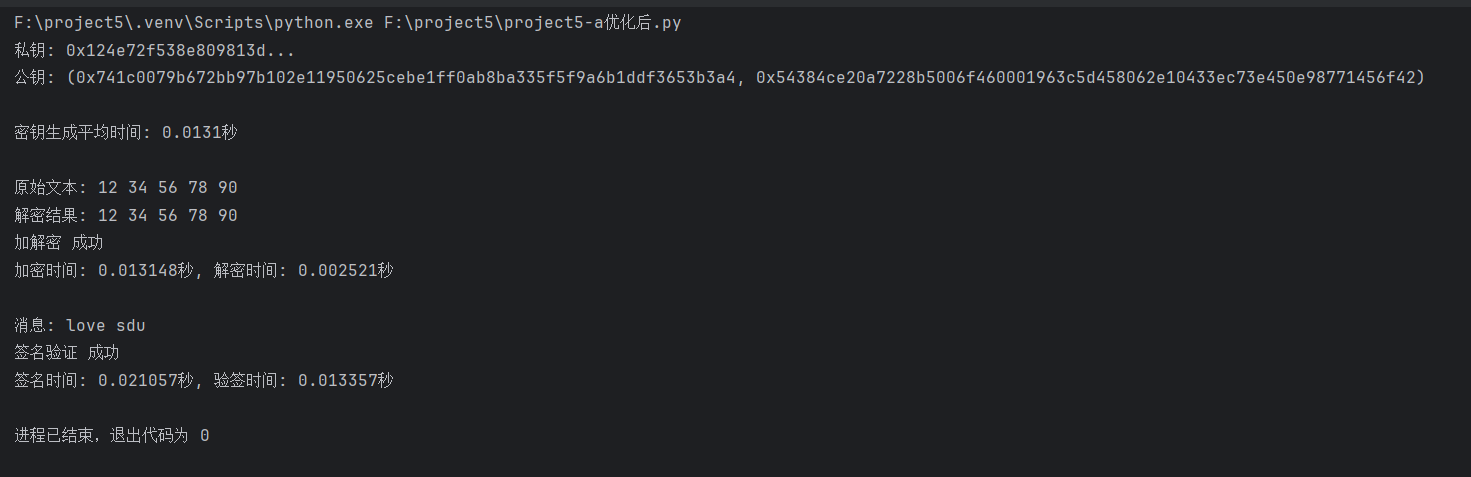 F:\project5\.venv\Scripts\python.exe F:\project5\project5-a优化后.py
私钥: 0x124e72f538e809813d...
公钥: (0x741c0079b672bb97b102e11950625cebe1ff0ab8ba335f5f9a6b1ddf3653b3a4, 0x54384ce20a7228b5006f460001963c5d458062e10433ec73e450e98771456f42)
密钥生成平均时间: 0.0131秒
原始文本: 12 34 56 78 90
解密结果: 12 34 56 78 90
加解密 成功
加密时间: 0.013148秒, 解密时间: 0.002521秒
消息: love sdu
签名验证 成功
签名时间: 0.021057秒, 验签时间: 0.013357秒
进程已结束，退出代码为 0